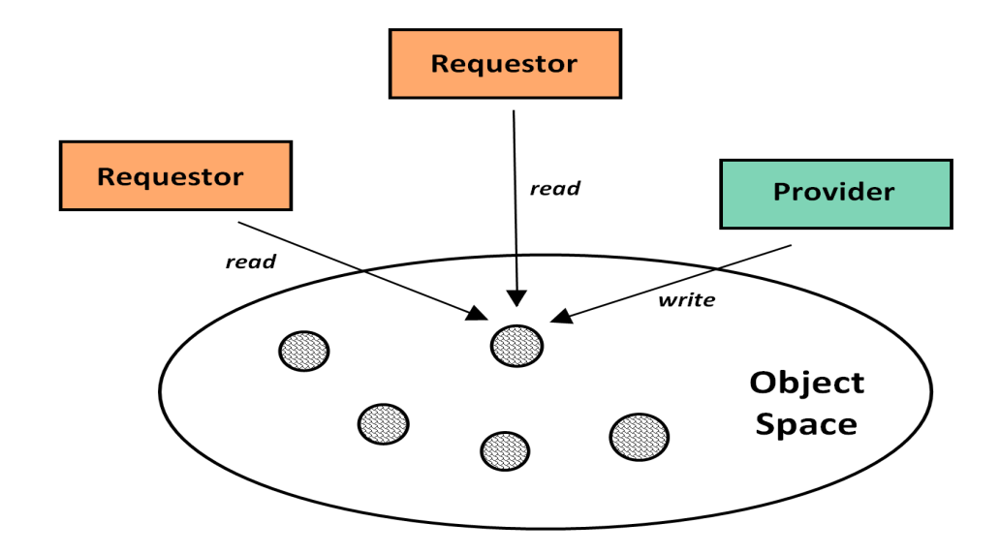 Requestor
Requestor
Provider
read
read
write
Object
Space